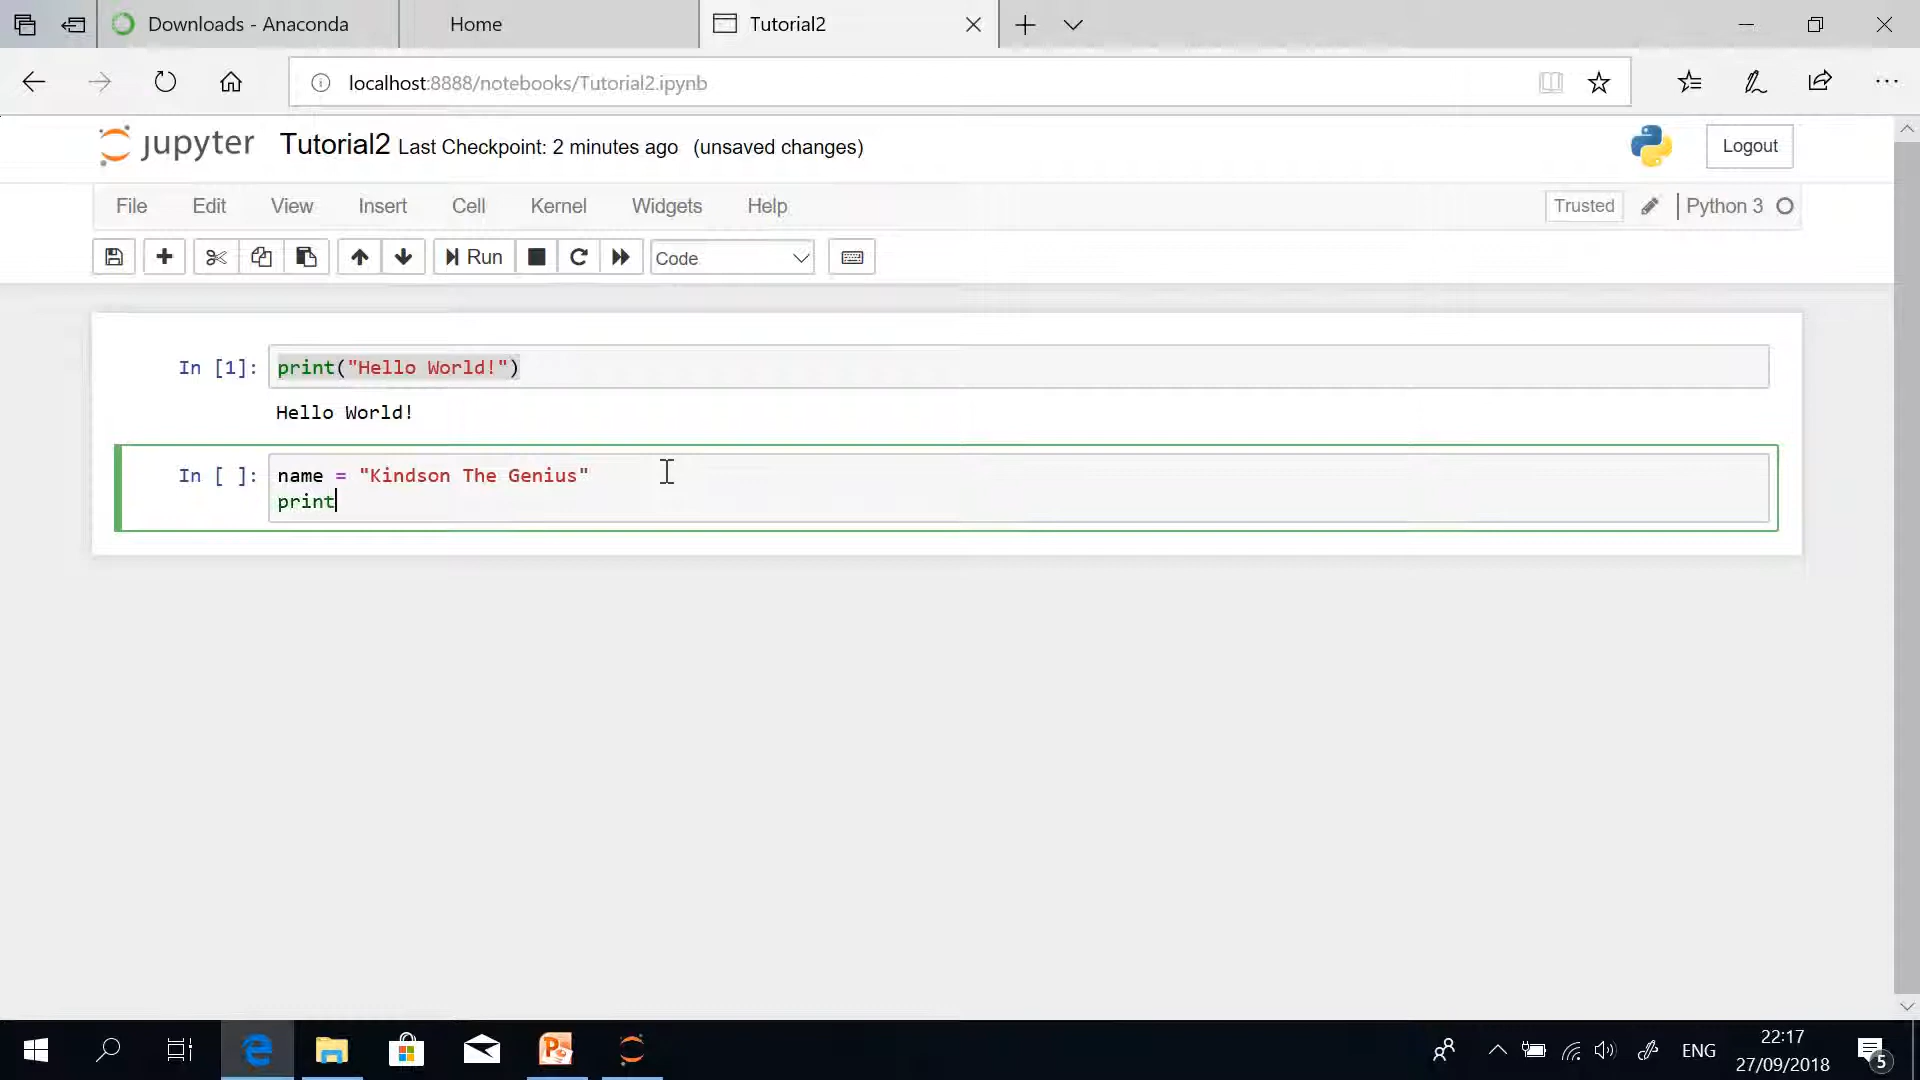 Downloads - Anaconda
Home
Tutorial2
localhost:8888/notebooks/Tutorial2.ipynb
jupyter Tutorial2 Last Checkpoint: 2 minutes ago (unsaved changes)
Logout
File Edit View Insert Cell Kernel Widgets Help
Trusted
Python 3
Run
Code
In [1]: print("Hello World!")
Hello World!
In [ ]: name = "Kindson The Genius"
print
ENG
22:17
27/09/2018
5